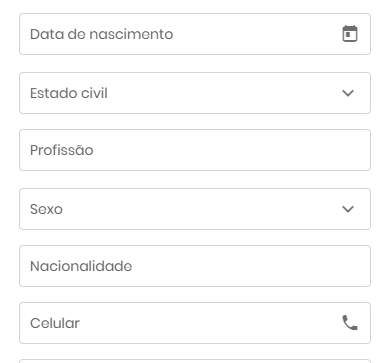 Data de nascimento
Estado civil
Profissão
Sexo
Nacionalidade
Celular